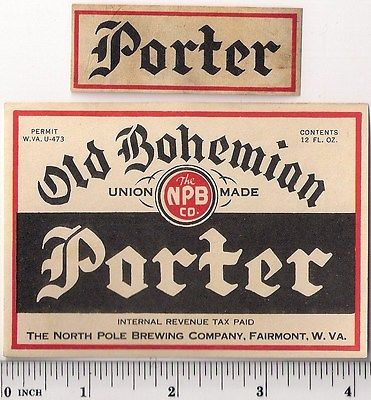 Porter
PERMIT
W.VA. U-473
CONTENTS
12 FL. OZ.
Old Bohemian
UNION MADE
The
NPB
CO.
Porter
INTERNAL REVENUE TAX PAID
THE NORTH POLE BREWING COMPANY, FAIRMONT, W. VA.
0 INCH 1 2 3 4